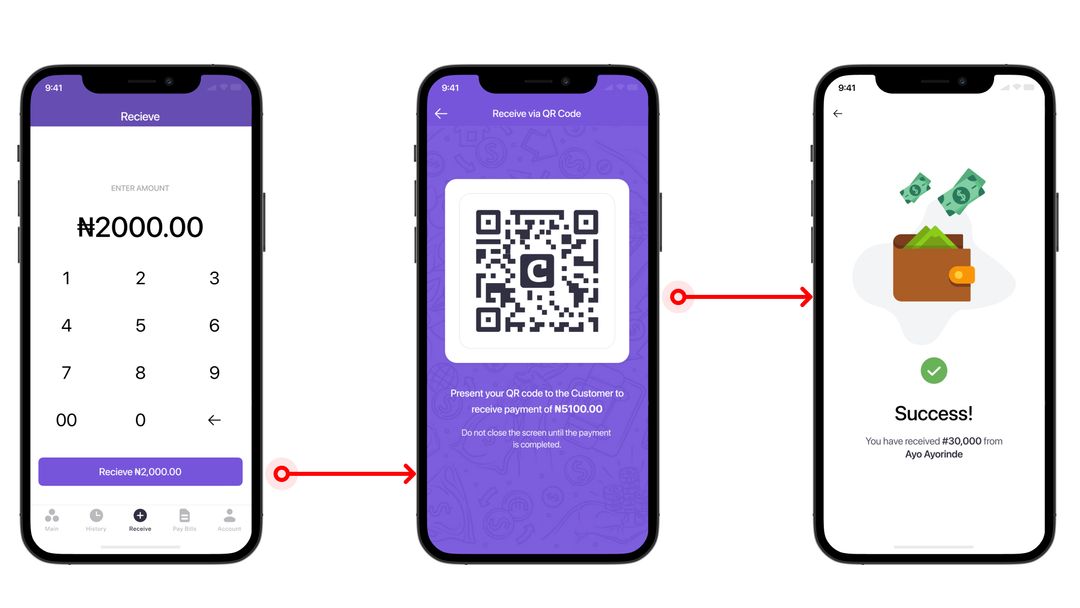 9:41
Recieve
ENTER AMOUNT
₦2000.00
1 2 3
4 5 6
7 8 9
00 0 ←
Recieve ₦2,000.00
Main History Receive Pay Bills Account
9:41
Receive via QR Code
C
Present your QR code to the Customer to
receive payment of ₦5100.00
Do not close the screen until the payment
is completed.
9:41
Success!
You have received #30,000 from
Ayo Ayorinde